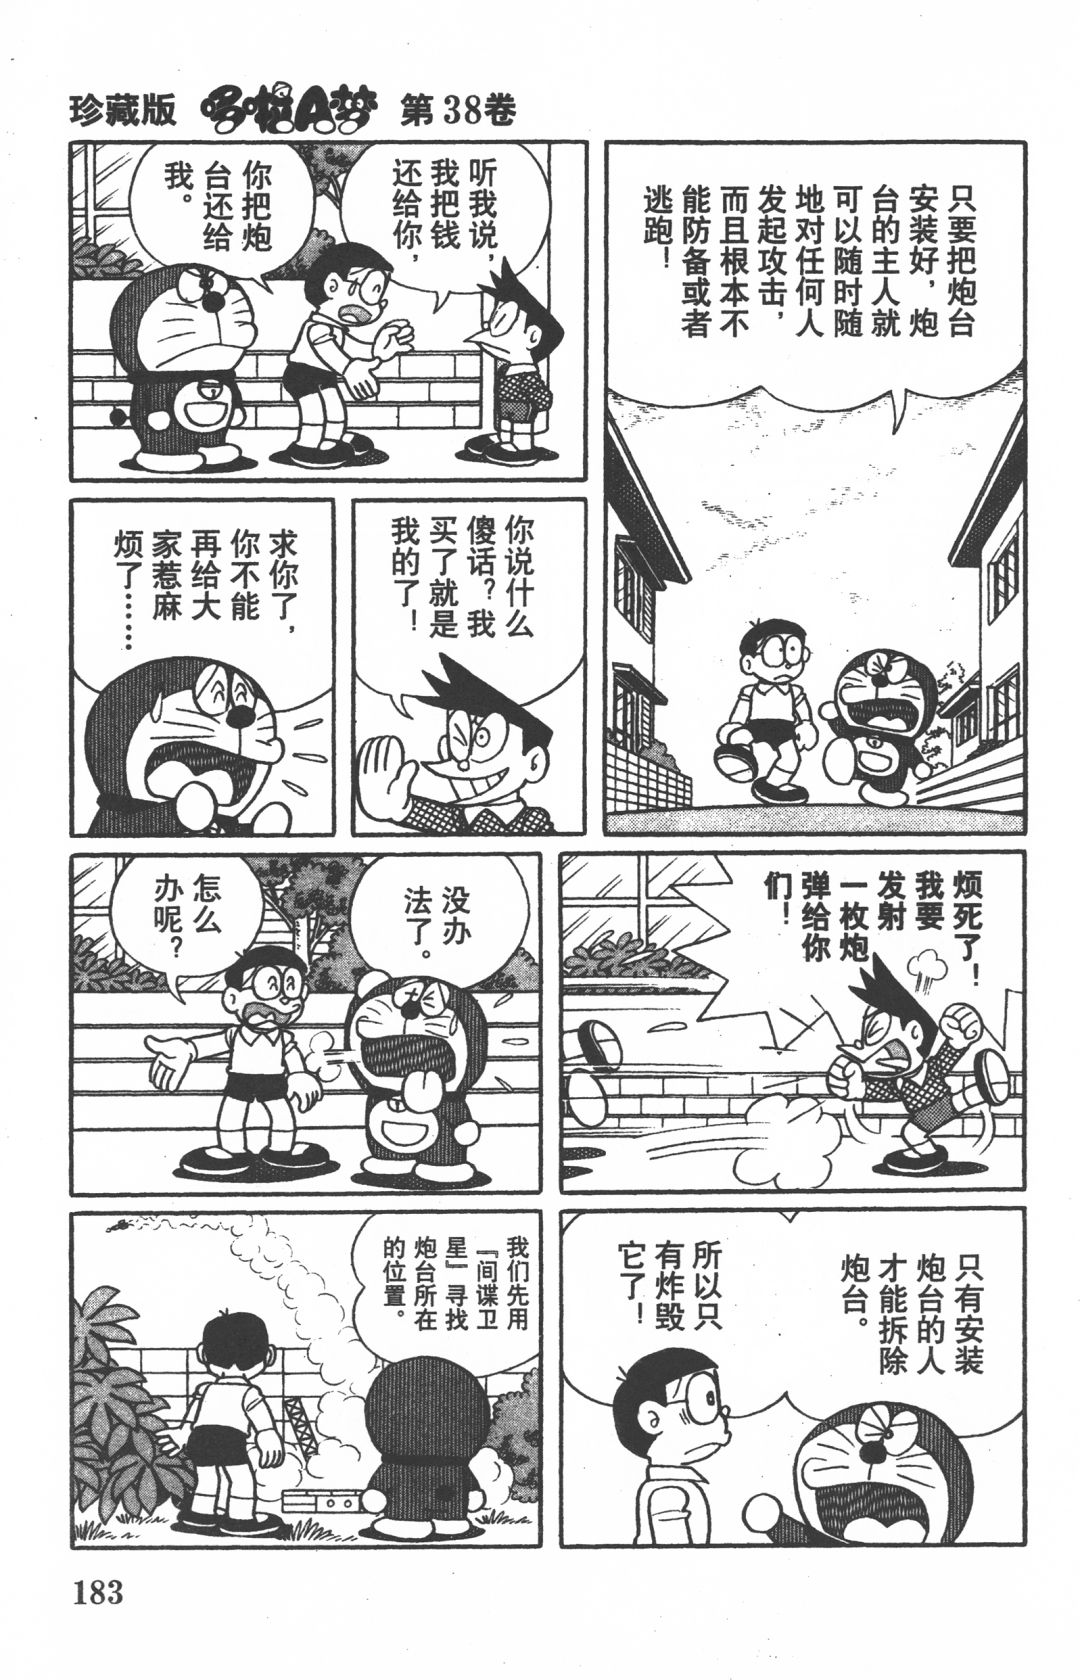 珍藏版 哆啦A梦 第38卷
只要把炮台
安装好，炮
台的主人就
可以随时随
地对任何人
发起攻击，
而且根本不
能防备或者
逃跑！
听我说，
我把钱
还给你，
你把炮
台还给
我。
你说什么
傻话？我
买了就是
我的了！
求你了，
你不能
再给大
家惹麻
烦了……
烦死了！
我要
发射
一枚炮
弹给你
们！
没办
法了。
怎么
办呢？
只有安装
炮台的人
才能拆除
炮台。
所以只
有炸毁
它了！
我们先用
『间谍卫
星』寻找
炮台所在
的位置。
183